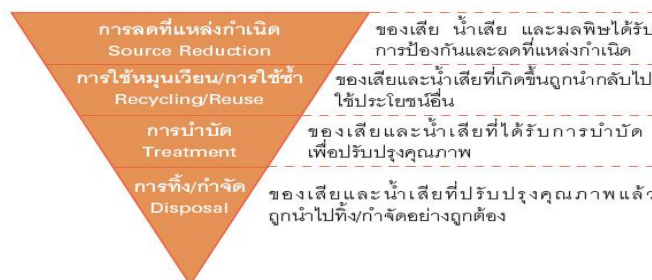 การลดที่แหล่งกำเนิด
Source Reduction
ของเสีย น้ำเสีย และมลพิษได้รับ
การป้องกันและลดที่แหล่งกำเนิด
การใช้หมุนเวียน/การใช้ซ้ำ
Recycling/Reuse
ของเสียและน้ำเสียที่เกิดขึ้นถูกนำกลับไป
ใช้ประโยชน์อื่น
การบำบัด
Treatment
ของเสียและน้ำเสียที่ได้รับการบำบัด
เพื่อปรับปรุงคุณภาพ
การทิ้ง/กำจัด
Disposal
ของเสียและน้ำเสียที่ปรับปรุงคุณภาพแล้ว
ถูกนำไปทิ้ง/กำจัดอย่างถูกต้อง